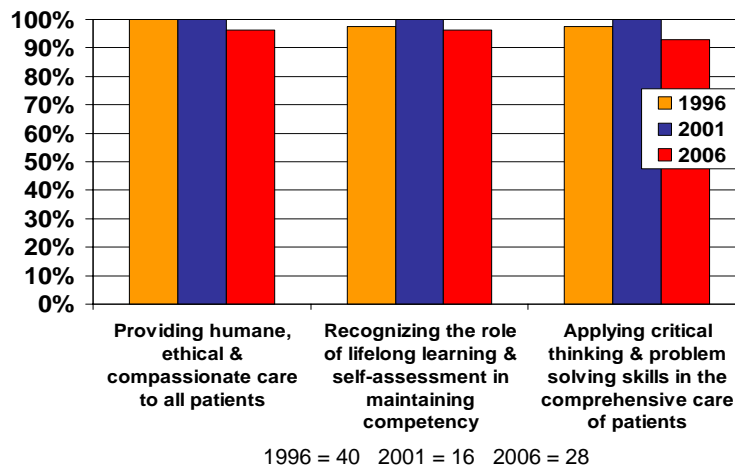 100%
90%
80%
70%
60%
50%
40%
30%
20%
10%
0%
1996
2001
2006
Providing humane,
ethical &
compassionate care
to all patients
Recognizing the role
of lifelong learning &
self-assessment in
maintaining
competency
Applying critical
thinking & problem
solving skills in the
comprehensive care
of patients
1996 = 40 2001 = 16 2006 = 28